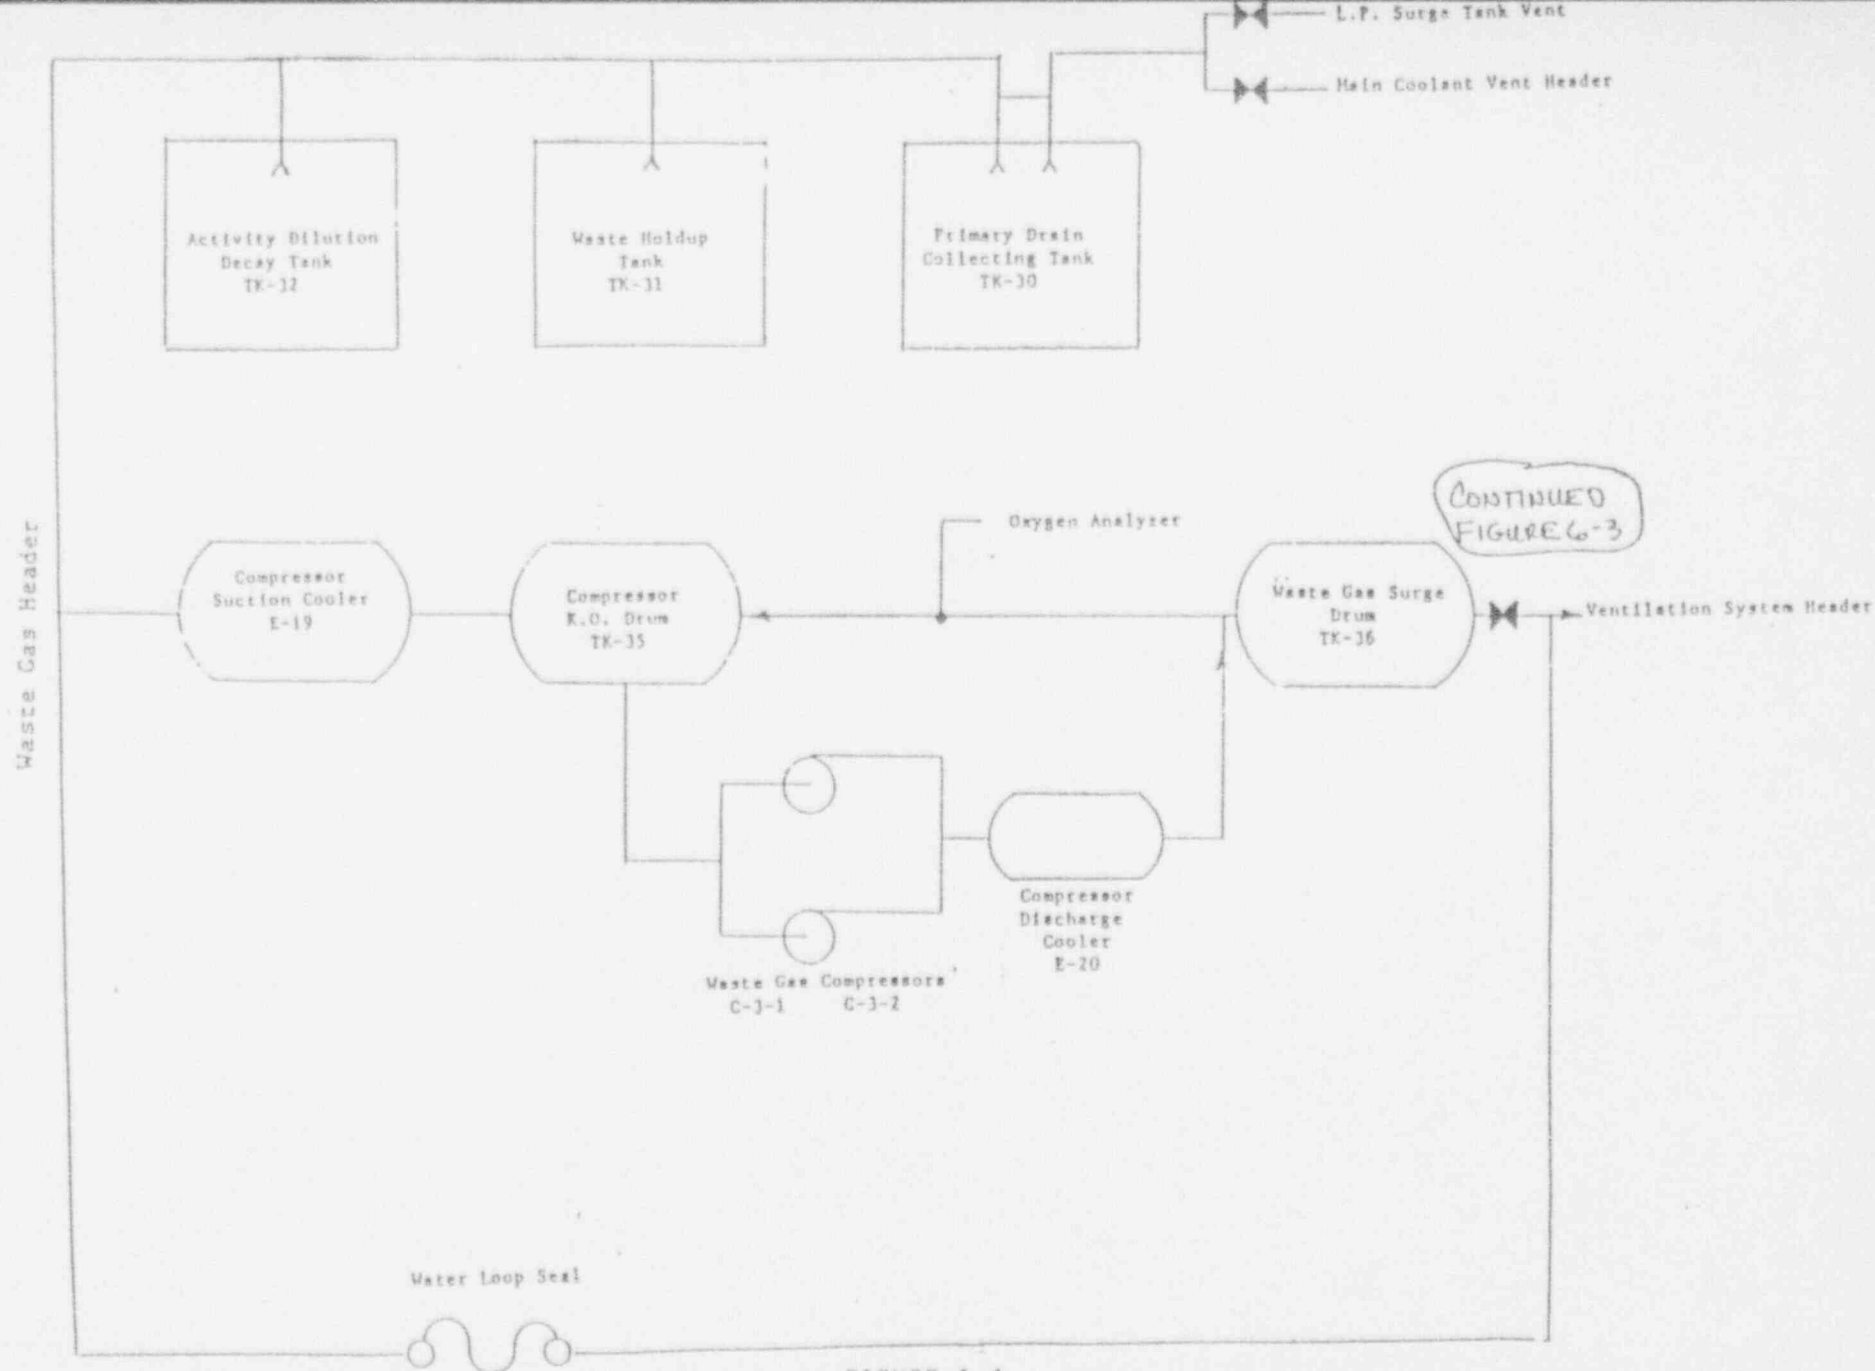 L.P. Surge Tank Vent
Main Coolant Vent Header
Activity Dilution
Decay Tank
TK-32
Waste Holdup
Tank
TK-31
Primary Drain
Collecting Tank
TK-30
CONTINUED
FIGURE 6-3
Oxygen Analyzer
Waste Gas Header
Compressor
Suction Cooler
E-19
Compressor
K.O. Drum
TK-35
Waste Gas Surge
Drum
TK-36
Ventilation System Header
Compressor
Discharge
Cooler
E-20
Waste Gas Compressors
C-3-1 C-3-2
Water Loop Seal